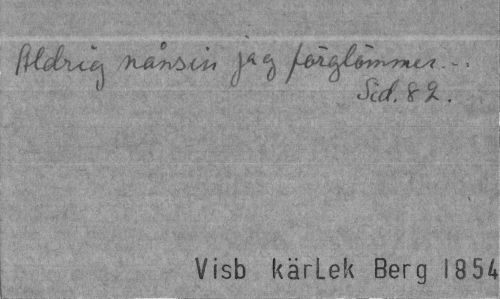 Aldrig nånsin jag förglömmer...
Sid. 82.
Visb kärLek Berg 1854